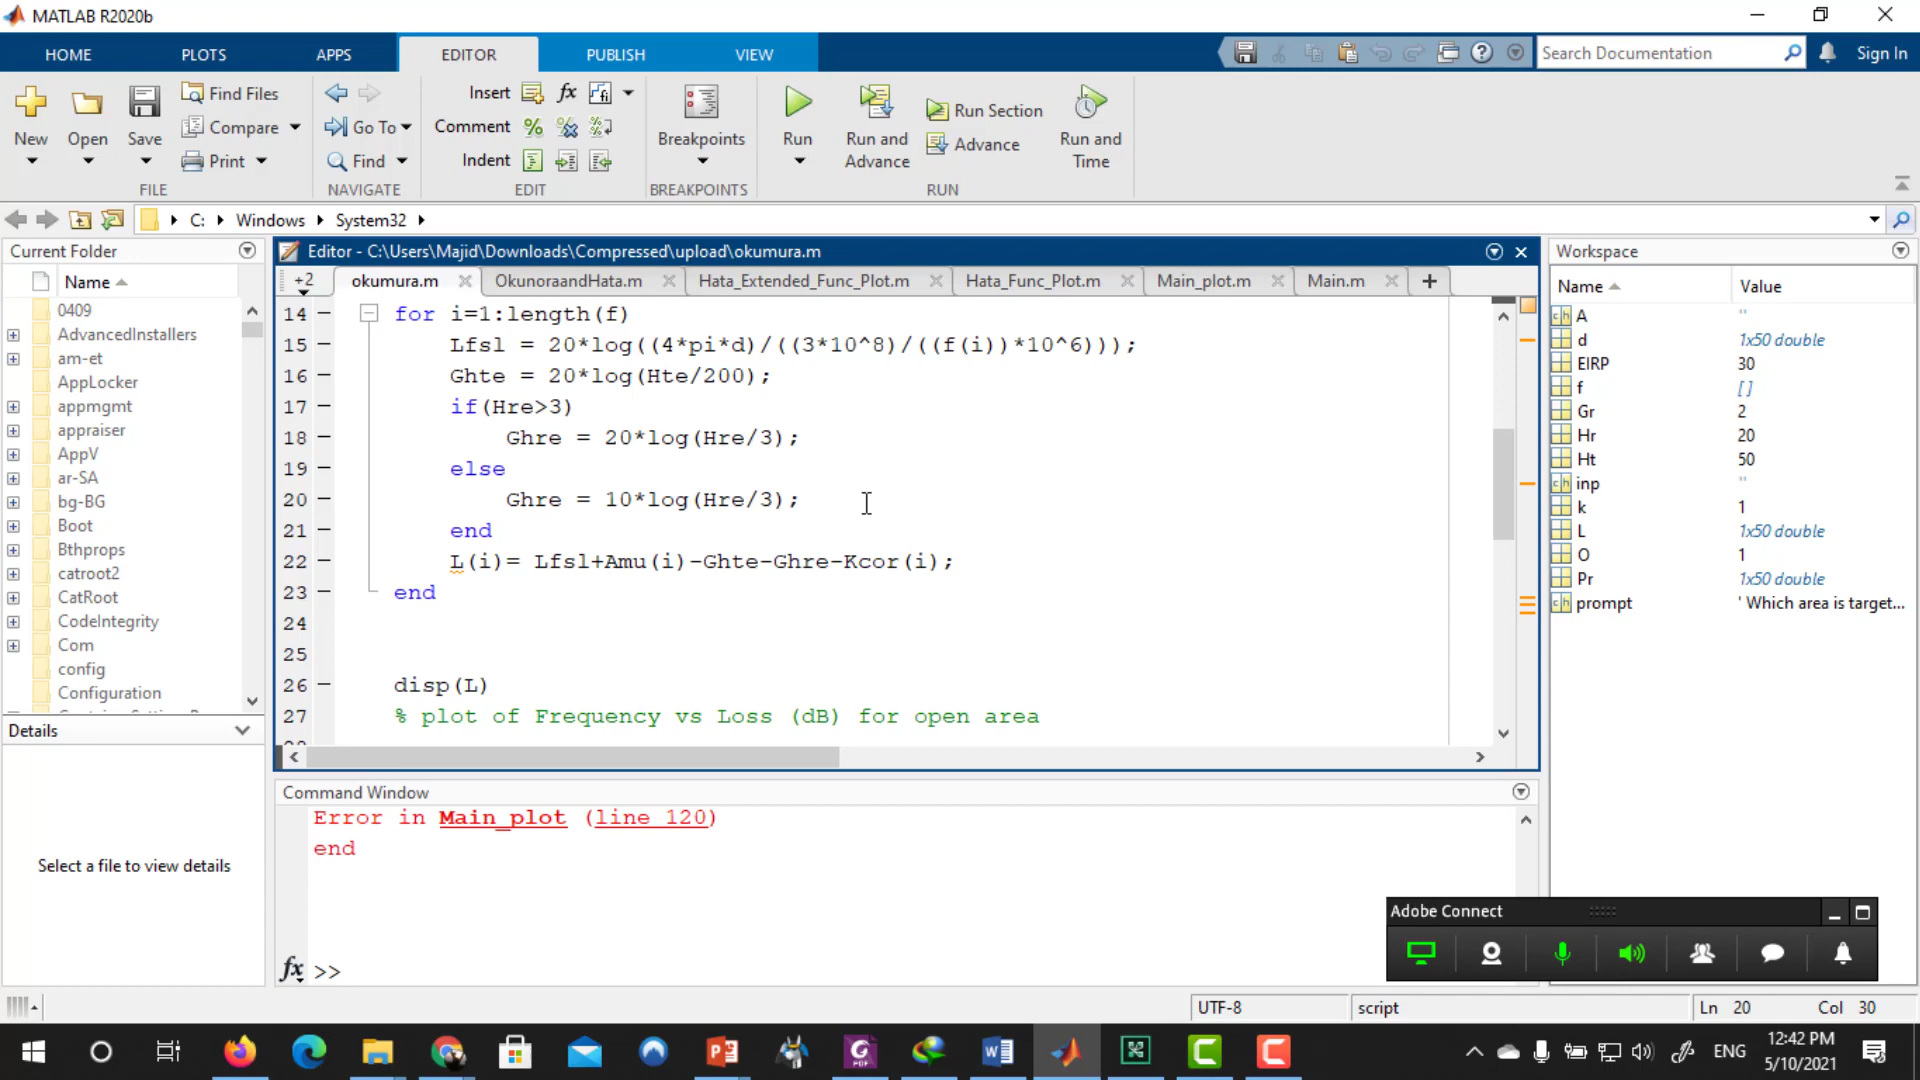 MATLAB R2020b
HOME PLOTS APPS EDITOR PUBLISH VIEW
Search Documentation
Sign In
New Open Save
Find Files
Compare
Print
FILE
Go To
Find
NAVIGATE
Insert
Comment
Indent
EDIT
Breakpoints
BREAKPOINTS
Run
Run and Advance
Run Section
Advance
Run and Time
RUN
C: Windows System32
Current Folder
Name
0409
AdvancedInstallers
am-et
AppLocker
appmgmt
appraiser
AppV
ar-SA
bg-BG
Boot
Bthprops
catroot2
CatRoot
CodeIntegrity
Com
config
Configuration
Details
Select a file to view details
Editor - C:\Users\Majid\Downloads\Compressed\upload\okumura.m
+2 okumura.m OkunoraandHata.m Hata_Extended_Func_Plot.m Hata_Func_Plot.m Main_plot.m Main.m
14 for i=1:length(f)
15 Lfsl = 20*log((4*pi*d)/((3*10^8)/((f(i))*10^6)));
16 Ghte = 20*log(Hte/200);
17 if(Hre>3)
18 Ghre = 20*log(Hre/3);
19 else
20 Ghre = 10*log(Hre/3);
21 end
22 L(i)= Lfsl+Amu(i)-Ghte-Ghre-Kcor(i);
23 end
24
25
26 disp(L)
27 % plot of Frequency vs Loss (dB) for open area
Command Window
Error in Main_plot (line 120)
end
fx >>
Workspace
Name Value
A ''
d 1x50 double
EIRP 30
f []
Gr 2
Hr 20
Ht 50
inp ''
k 1
L 1x50 double
O 1
Pr 1x50 double
prompt ' Which area is target...
Adobe Connect
UTF-8 script Ln 20 Col 30
ENG
12:42 PM
5/10/2021